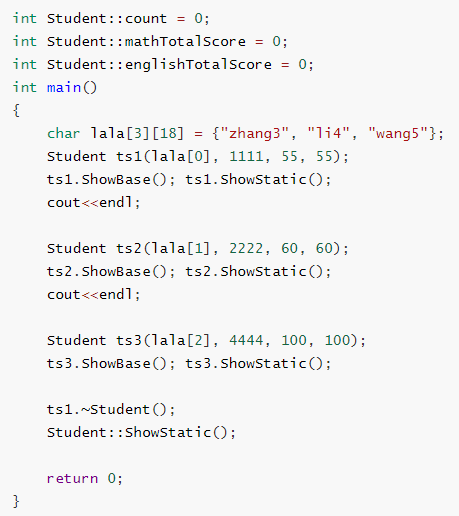 int Student::count = 0;
int Student::mathTotalScore = 0;
int Student::englishTotalScore = 0;
int main()
{
    char lala[3][18] = {"zhang3", "li4", "wang5"};
    Student ts1(lala[0], 1111, 55, 55);
    ts1.ShowBase(); ts1.ShowStatic();
    cout<<endl;

    Student ts2(lala[1], 2222, 60, 60);
    ts2.ShowBase(); ts2.ShowStatic();
    cout<<endl;

    Student ts3(lala[2], 4444, 100, 100);
    ts3.ShowBase(); ts3.ShowStatic();

    ts1.~Student();
    Student::ShowStatic();

    return 0;
}